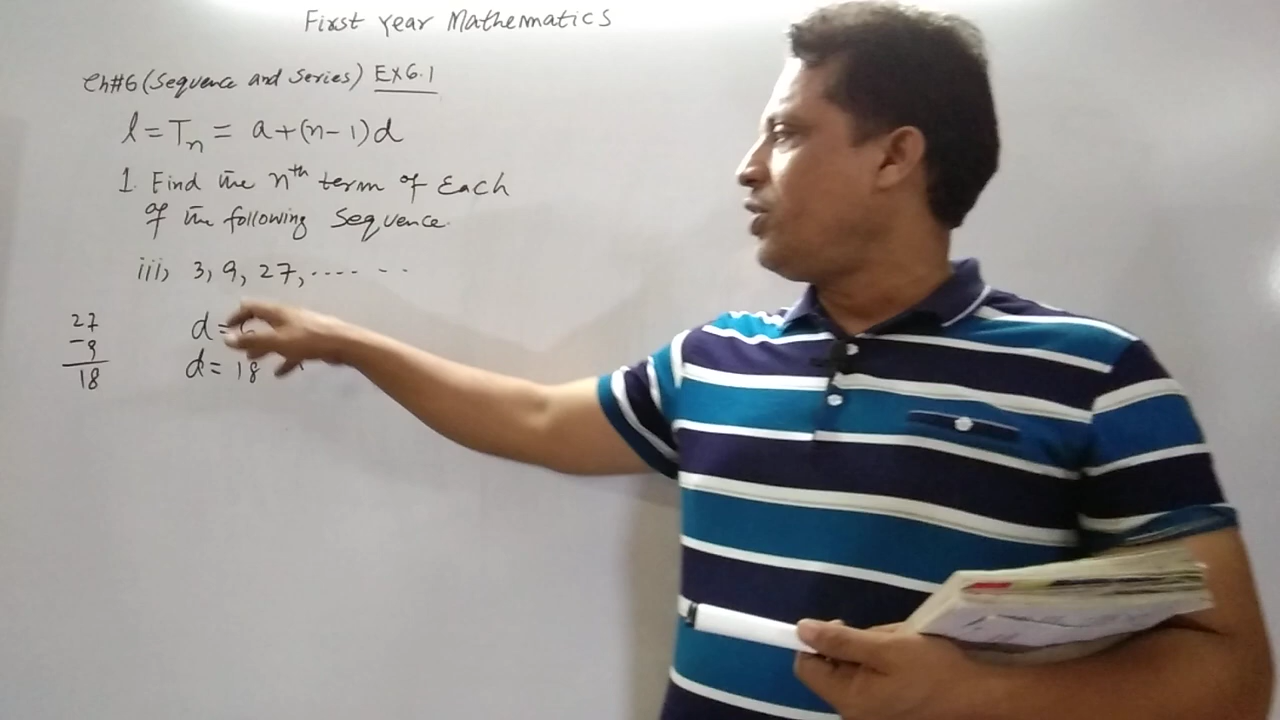 First year Mathematics
Ch#6 (Sequence and Series) EX6.1
l = Tn = a+(n-1)d
1. Find the nth term of Each
of the following Sequence.
iii, 3, 9, 27, ..... ..
27
-9
18
d=
d= 18